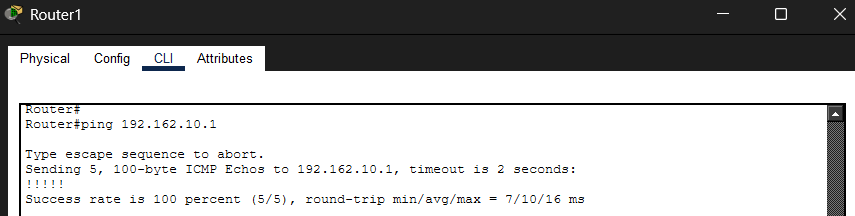 Router1
Physical Config CLI Attributes
Router#
Router#ping 192.162.10.1
Type escape sequence to abort.
Sending 5, 100-byte ICMP Echos to 192.162.10.1, timeout is 2 seconds:
!!!!!
Success rate is 100 percent (5/5), round-trip min/avg/max = 7/10/16 ms